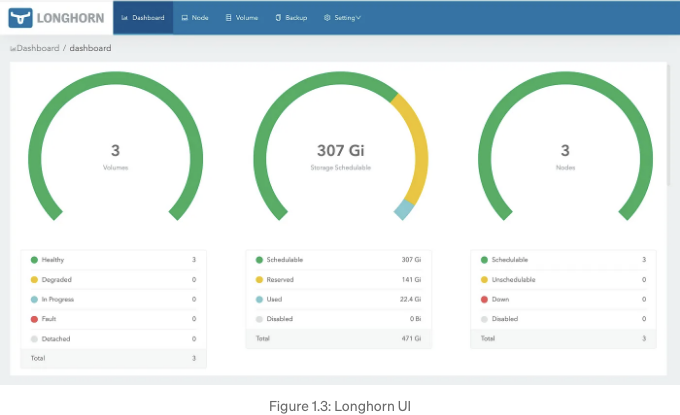 LONGHORN Dashboard Node Volume Backup Setting
Dashboard / dashboard
3
Volumes
Healthy 3
Degraded 0
In Progress 0
Fault 0
Detached 0
Total 3
307 Gi
Storage Schedulable
Schedulable 307 Gi
Reserved 141 Gi
Used 22.4 Gi
Disabled 0 Bi
Total 471 Gi
3
Nodes
Schedulable 3
Unschedulable 0
Down 0
Disabled 0
Total 3
Figure 1.3: Longhorn UI